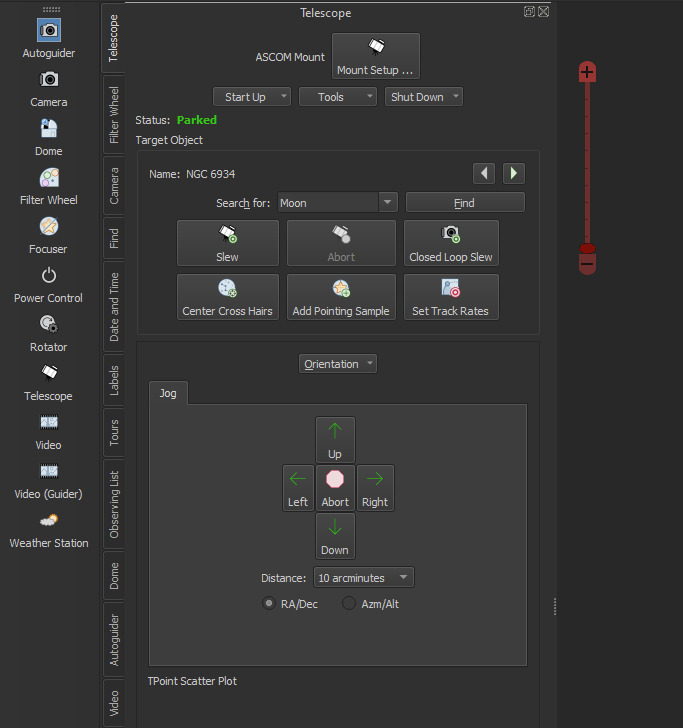 Autoguider
Camera
Dome
Filter Wheel
Focuser
Power Control
Rotator
Telescope
Video
Video (Guider)
Weather Station
Telescope
Filter Wheel
Camera
Find
Date and Time
Labels
Tours
Observing List
Dome
Autoguider
Video
Telescope
ASCOM Mount
Mount Setup ...
Start Up
Tools
Shut Down
Status: Parked
Target Object
Name: NGC 6934
Search for: Moon
Find
Slew
Abort
Closed Loop Slew
Center Cross Hairs
Add Pointing Sample
Set Track Rates
Orientation
Jog
Up
Left
Abort
Right
Down
Distance: 10 arcminutes
RA/Dec
Azm/Alt
TPoint Scatter Plot